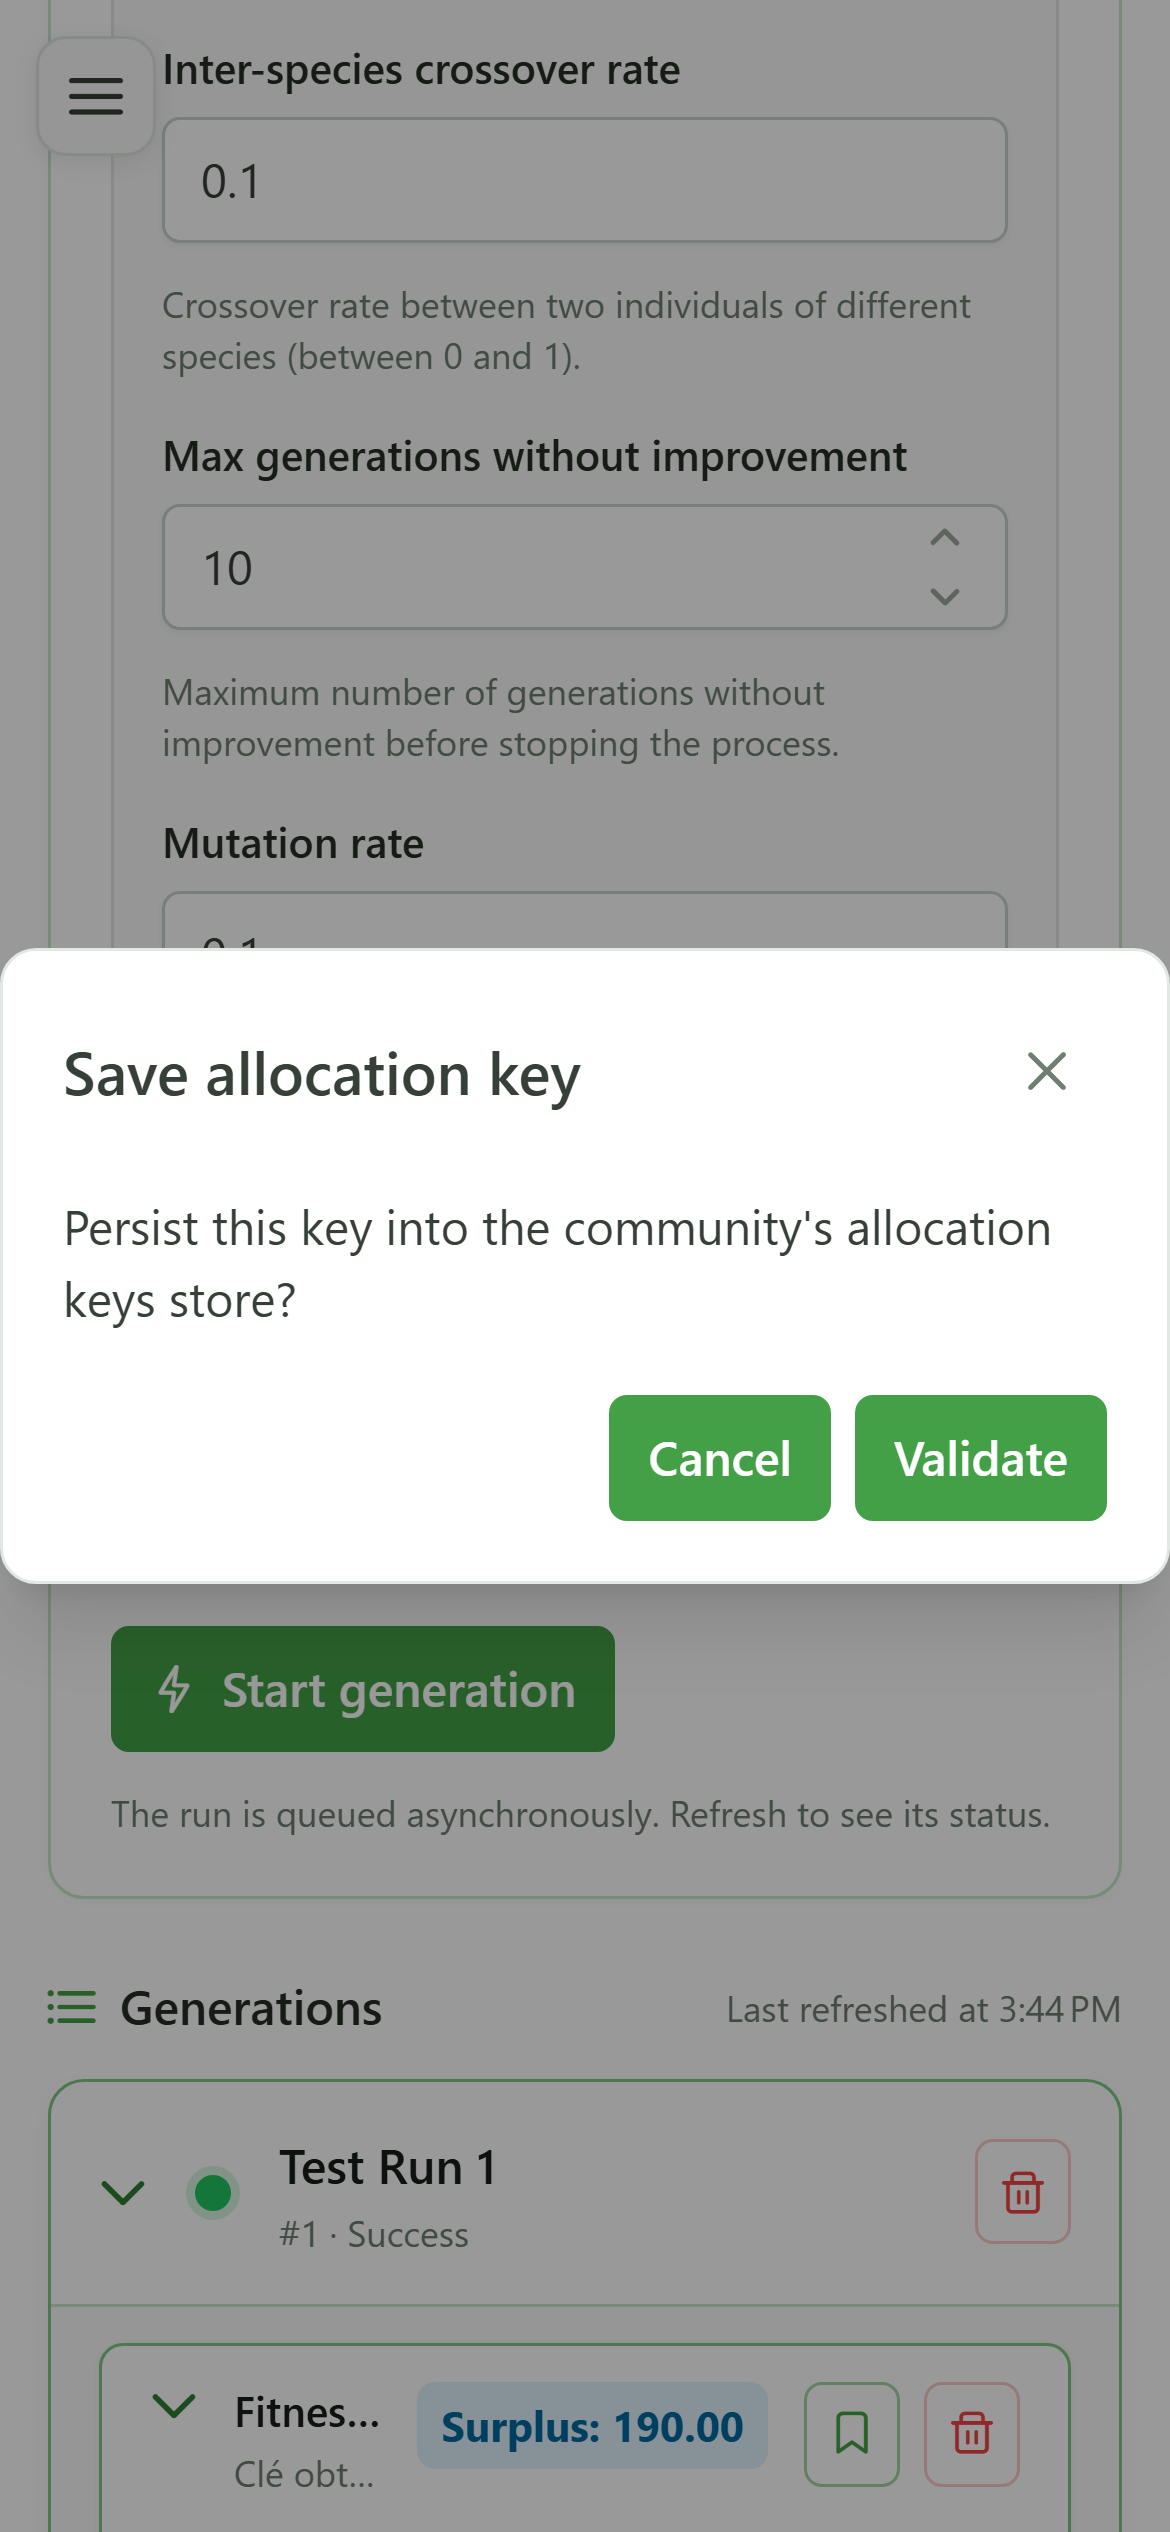 Inter-species crossover rate
0.1
Crossover rate between two individuals of different
species (between 0 and 1).
Max generations without improvement
10
Maximum number of generations without
improvement before stopping the process.
Mutation rate
0.1
Save allocation key
Persist this key into the community's allocation
keys store?
Cancel
Validate
Start generation
The run is queued asynchronously. Refresh to see its status.
Generations
Last refreshed at 3:44 PM
Test Run 1
#1 · Success
Fitnes...
Surplus: 190.00
Clé obt...